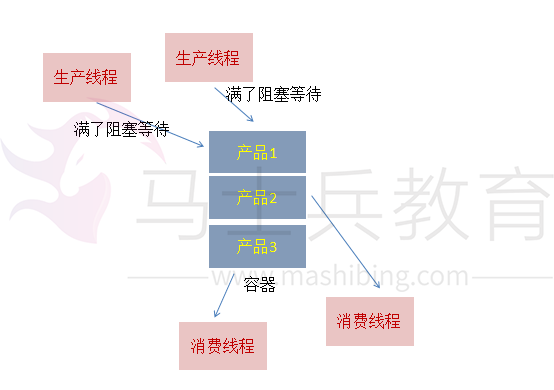 生产线程
生产线程
满了阻塞等待
满了阻塞等待
产品1
产品2
产品3
马士兵教育
www.mashibing.com
容器
消费线程
消费线程